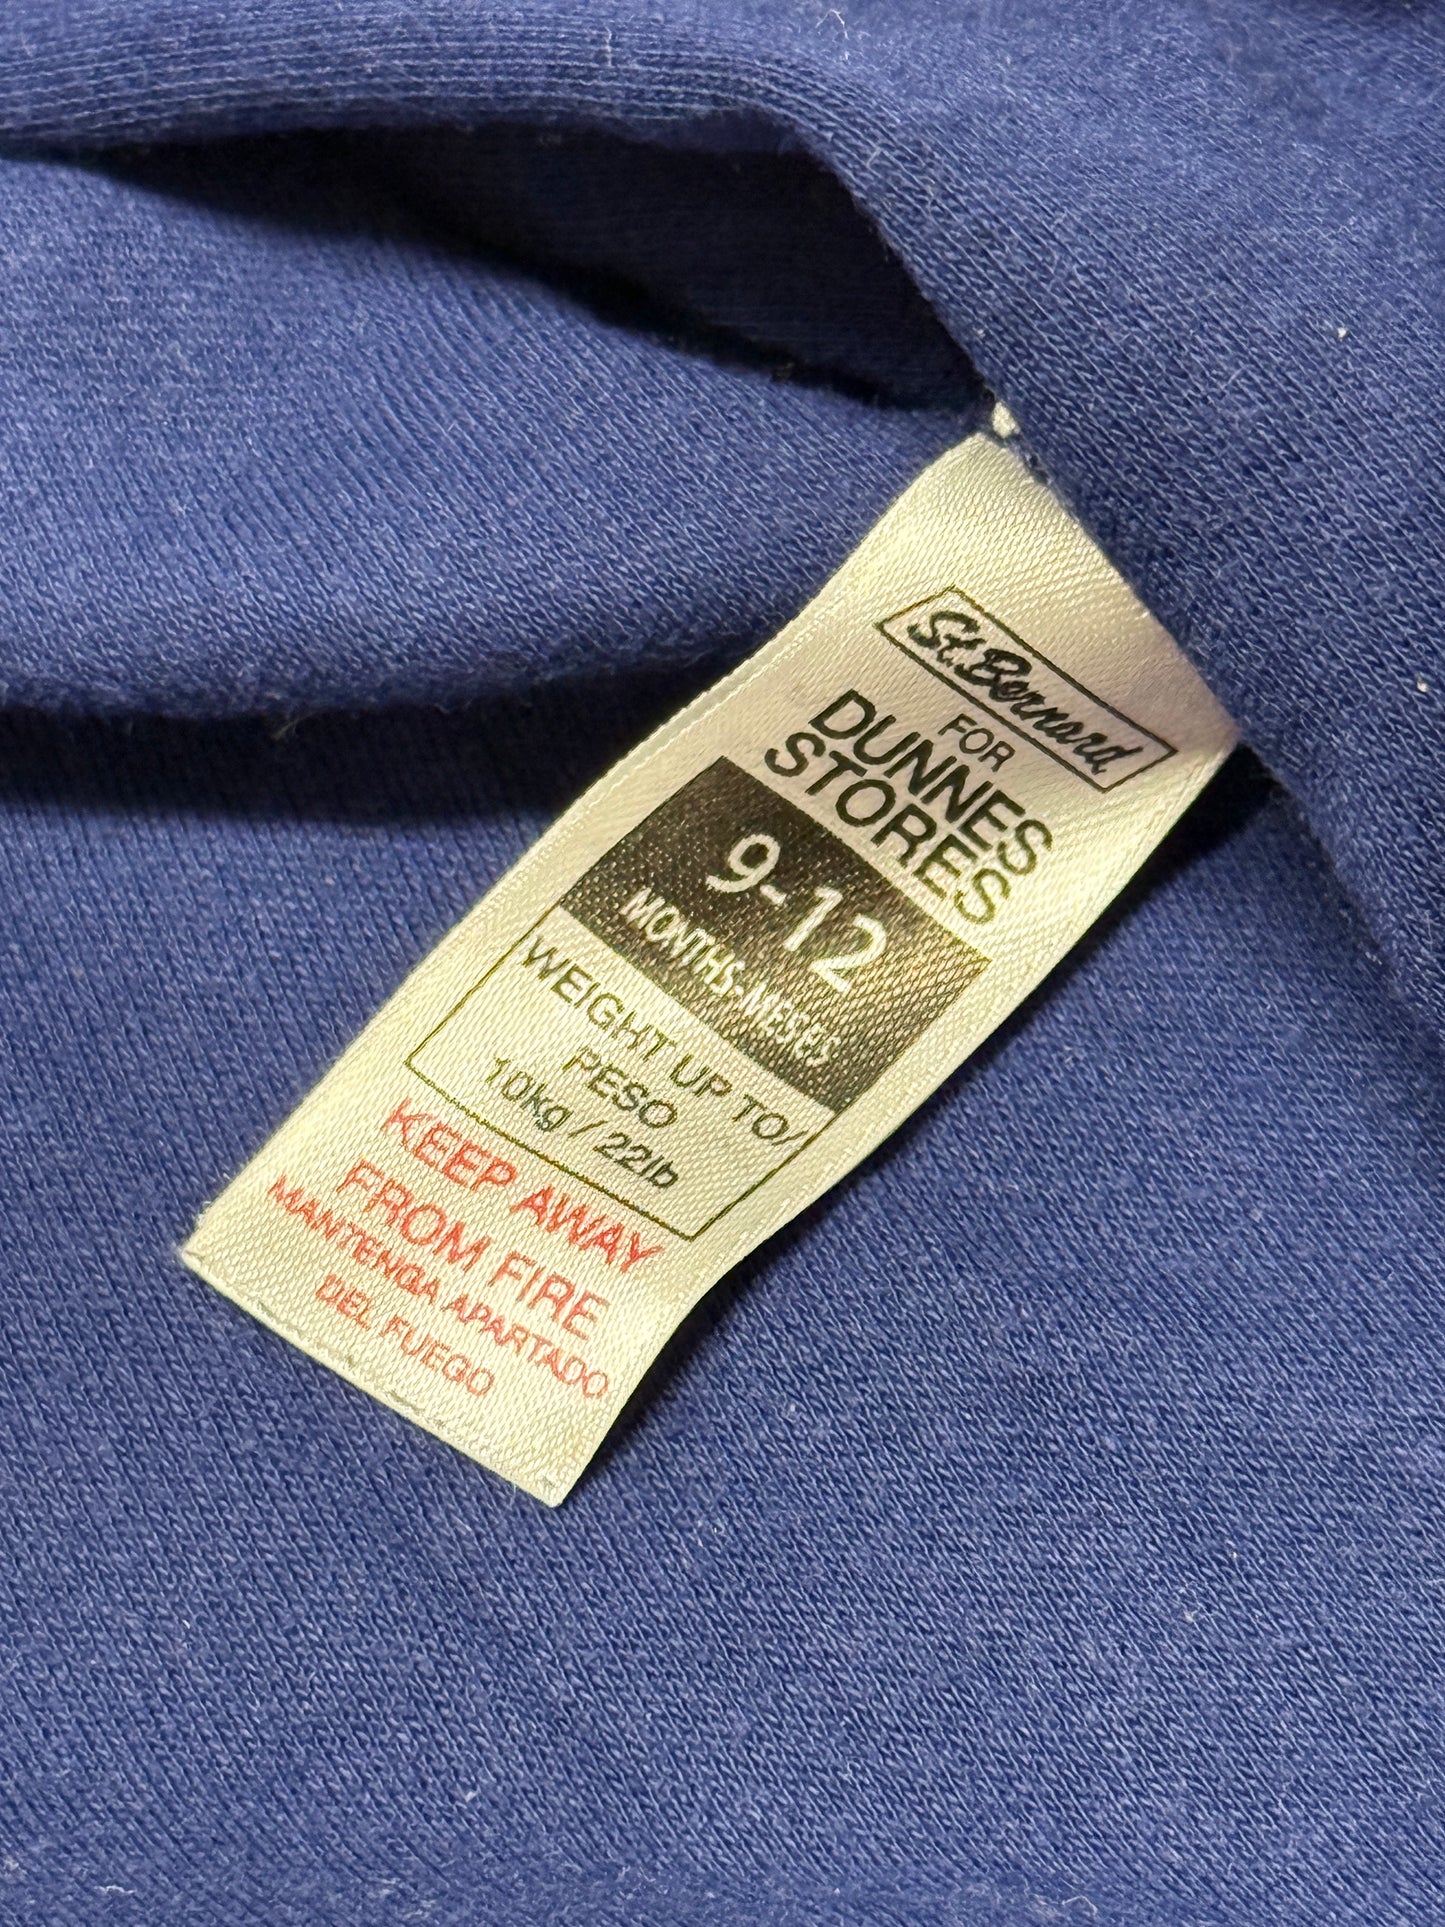 St. Bernard
FOR
DUNNES
STORES
9-12
MONTHS-MESES
WEIGHT UP TO/
PESO
10kg / 22lb
KEEP AWAY
FROM FIRE
MANTENGA APARTADO
DEL FUEGO